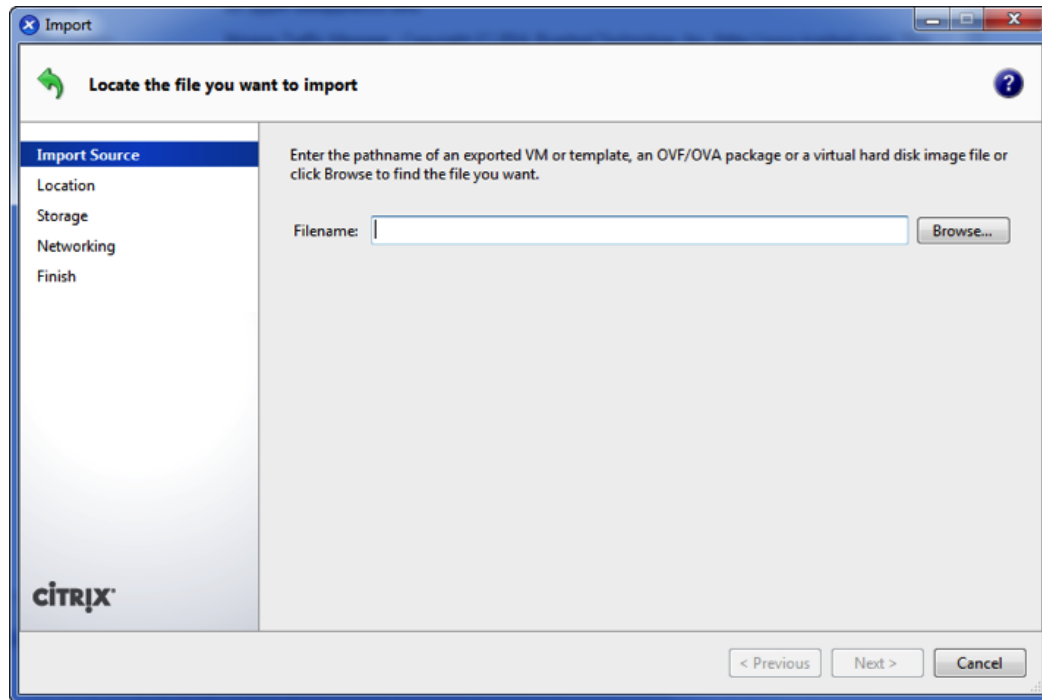 Import
Locate the file you want to import
?
Import Source
Location
Storage
Networking
Finish
Enter the pathname of an exported VM or template, an OVF/OVA package or a virtual hard disk image file or
click Browse to find the file you want.
Filename:
Browse...
CİTRIX
< Previous
Next >
Cancel